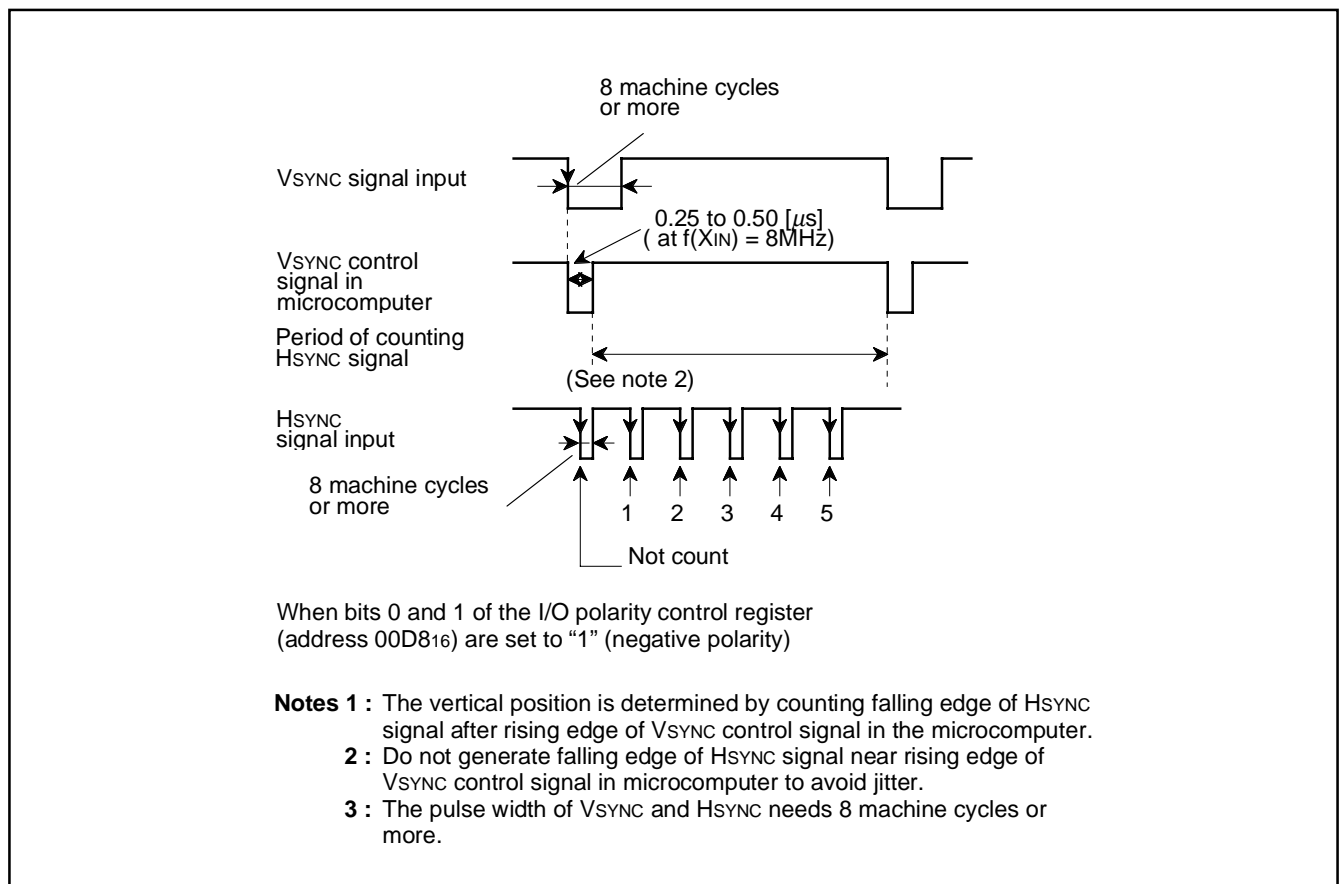 8 machine cycles
or more
VSYNC signal input
0.25 to 0.50 [μs]
( at f(XIN) = 8MHz)
VSYNC control
signal in
microcomputer
Period of counting
HSYNC signal
(See note 2)
HSYNC
signal input
8 machine cycles
or more
1 2 3 4 5
Not count
When bits 0 and 1 of the I/O polarity control register
(address 00D816) are set to “1” (negative polarity)
Notes 1 : The vertical position is determined by counting falling edge of HSYNC
signal after rising edge of VSYNC control signal in the microcomputer.
2 : Do not generate falling edge of HSYNC signal near rising edge of
VSYNC control signal in microcomputer to avoid jitter.
3 : The pulse width of VSYNC and HSYNC needs 8 machine cycles or
more.